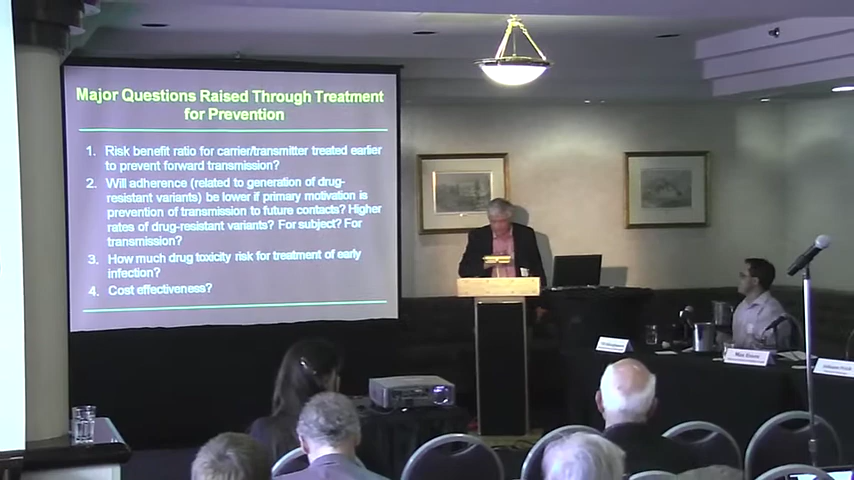 Major Questions Raised Through Treatment
for Prevention
1. Risk benefit ratio for carrier/transmitter treated earlier
to prevent forward transmission?
2. Will adherence (related to generation of drug-
resistant variants) be lower if primary motivation is
prevention of transmission to future contacts? Higher
rates of drug-resistant variants? For subject? For
transmission?
3. How much drug toxicity risk for treatment of early
infection?
4. Cost effectiveness?